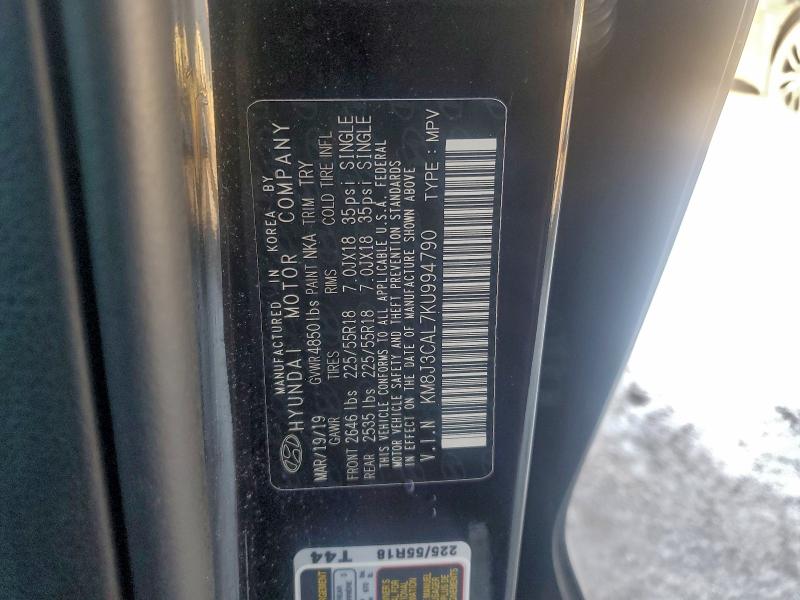 MANUFACTURED IN KOREA BY
HYUNDAI MOTOR COMPANY
MAR/19/19 GVWR 4850lbs PAINT NKA TRIM TRY
GAWR TIRES RIMS COLD TIRE INFL
FRONT 2646 lbs 225/55R18 7.0JX18 35psi SINGLE
REAR 2535 lbs 225/55R18 7.0JX18 35psi SINGLE
THIS VEHICLE CONFORMS TO ALL APPLICABLE U.S.A. FEDERAL
MOTOR VEHICLE SAFETY AND THEFT PREVENTION STANDARDS
IN EFFECT ON THE DATE OF MANUFACTURE SHOWN ABOVE
V.I.N KM8J3CAL7KU994790 TYPE : MPV
T44
225/55R18